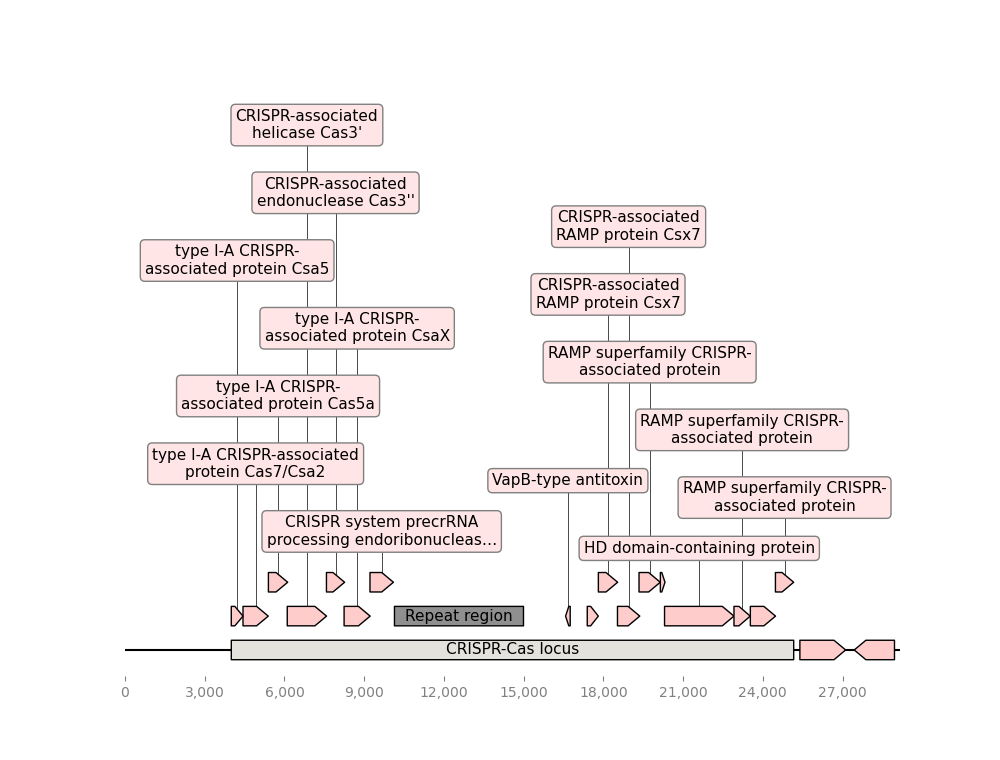 CRISPR-associated
helicase Cas3'
CRISPR-associated
endonuclease Cas3''
CRISPR-associated
RAMP protein Csx7
type I-A CRISPR-
associated protein Csa5
CRISPR-associated
RAMP protein Csx7
type I-A CRISPR-
associated protein CsaX
RAMP superfamily CRISPR-
associated protein
type I-A CRISPR-
associated protein Cas5a
RAMP superfamily CRISPR-
associated protein
type I-A CRISPR-associated
protein Cas7/Csa2
VapB-type antitoxin
RAMP superfamily CRISPR-
associated protein
CRISPR system precrRNA
processing endoribonucleas...
HD domain-containing protein
Repeat region
CRISPR-Cas locus
0 3,000 6,000 9,000 12,000 15,000 18,000 21,000 24,000 27,000